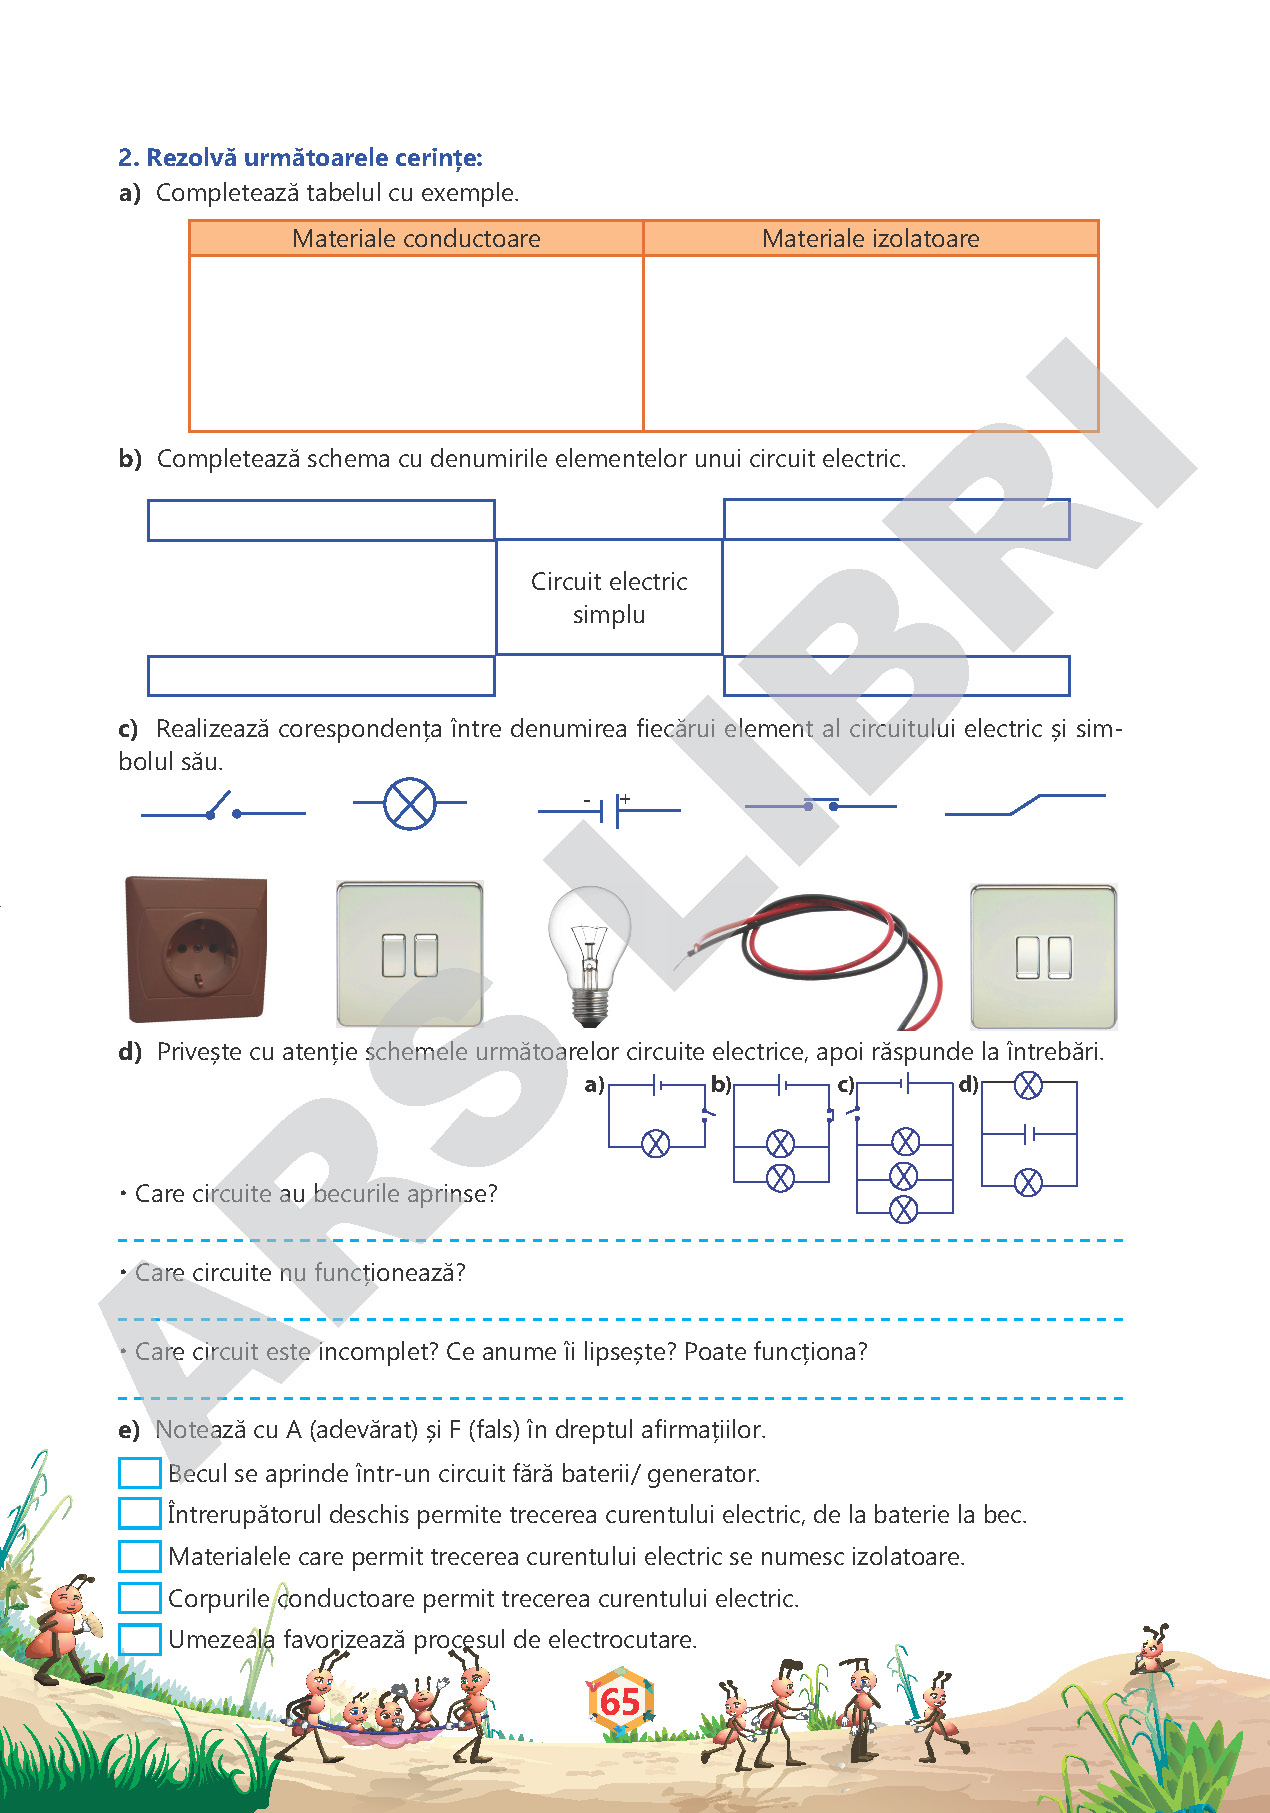 2. Rezolvă următoarele cerințe:
a) Completează tabelul cu exemple.
Materiale conductoare Materiale izolatoare
b) Completează schema cu denumirile elementelor unui circuit electric.
Circuit electric
simplu
c) Realizează corespondența între denumirea fiecărui element al circuitului electric și sim-
bolul său.
- +
d) Privește cu atenție schemele următoarelor circuite electrice, apoi răspunde la întrebări.
a) b) c) d)
• Care circuite au becurile aprinse?
• Care circuite nu funcționează?
• Care circuit este incomplet? Ce anume îi lipsește? Poate funcționa?
e) Notează cu A (adevărat) și F (fals) în dreptul afirmațiilor.
Becul se aprinde într-un circuit fără baterii/ generator.
Întrerupătorul deschis permite trecerea curentului electric, de la baterie la bec.
Materialele care permit trecerea curentului electric se numesc izolatoare.
Corpurile conductoare permit trecerea curentului electric.
Umezeala favorizează procesul de electrocutare.
65
ARS LIBRI